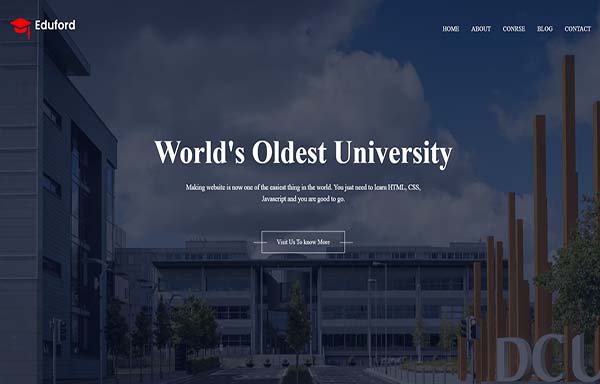 Eduford
HOME ABOUT CONRSE BLOG CONTACT
World's Oldest University
Making website is now one of the easiest thing in the world. You just need to learn HTML, CSS,
Javascript and you are good to go.
Visit Us To know More
DCU